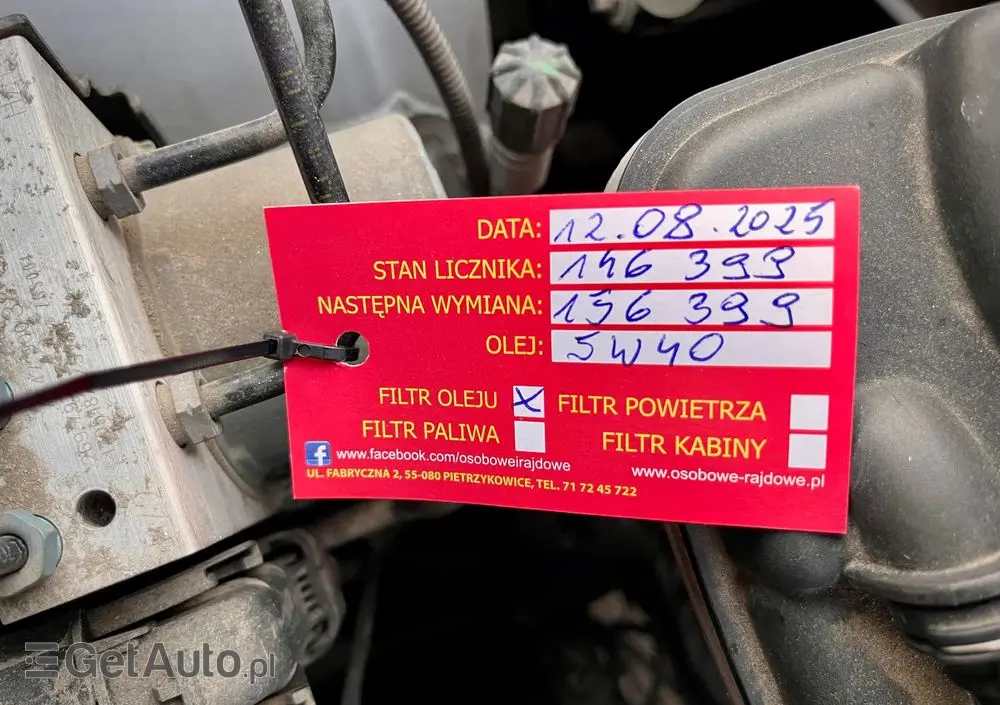 DATA: 12.08.2025
STAN LICZNIKA: 146 399
NASTĘPNA WYMIANA: 156 399
OLEJ: 5W40
FILTR OLEJU X FILTR POWIETRZA
FILTR PALIWA FILTR KABINY
f www.facebook.com/osoboweirajdowe www.osobowe-rajdowe.pl
UL. FABRYCZNA 2, 55-080 PIETRZYKOWICE, TEL. 71 72 45 722
GetAuto.pl